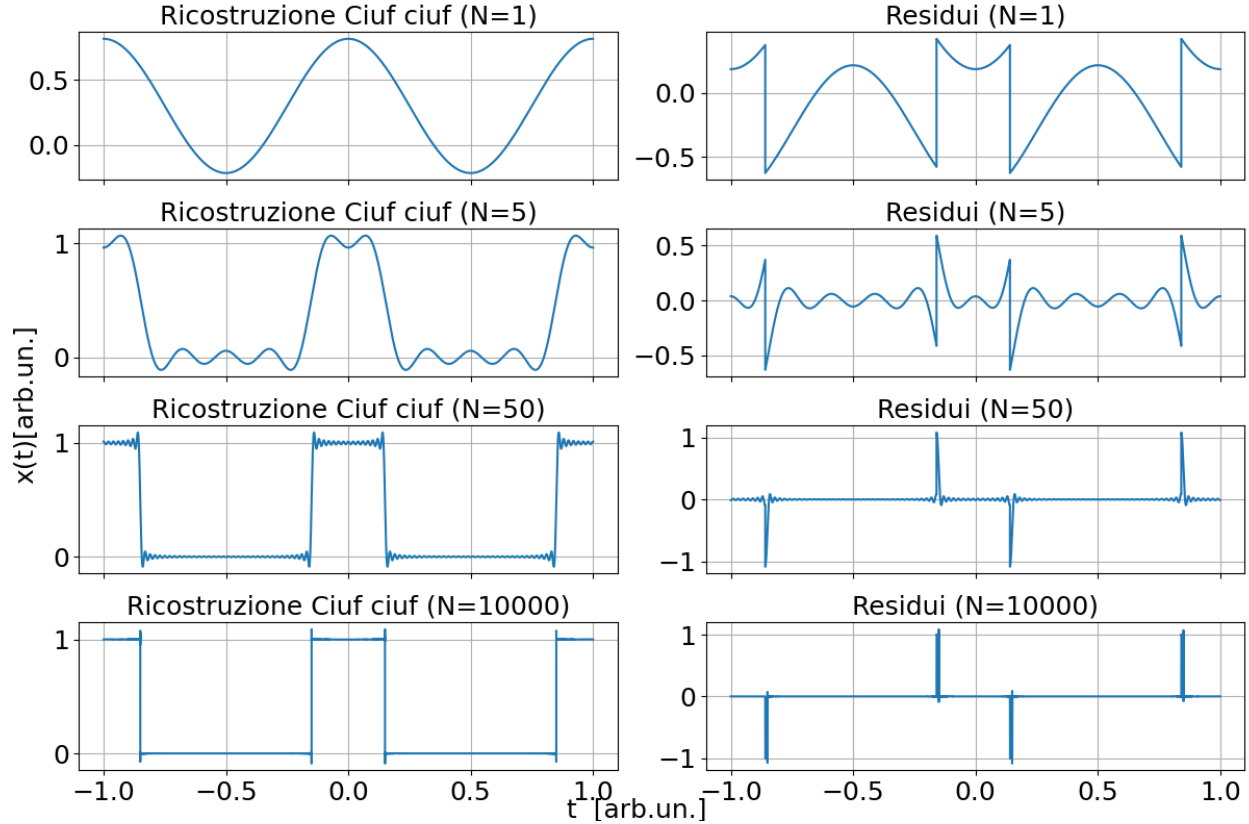 Ricostruzione Ciuf ciuf (N=1)
0.5
0.0
Residui (N=1)
0.0
−0.5
Ricostruzione Ciuf ciuf (N=5)
1
0
Residui (N=5)
0.5
0.0
−0.5
x(t)[arb.un.]
Ricostruzione Ciuf ciuf (N=50)
1
0
Residui (N=50)
1
0
−1
Ricostruzione Ciuf ciuf (N=10000)
1
0
−1.0 −0.5 0.0 0.5 1.0
Residui (N=10000)
1
0
−1
−1.0 −0.5 0.0 0.5 1.0
t [arb.un.]